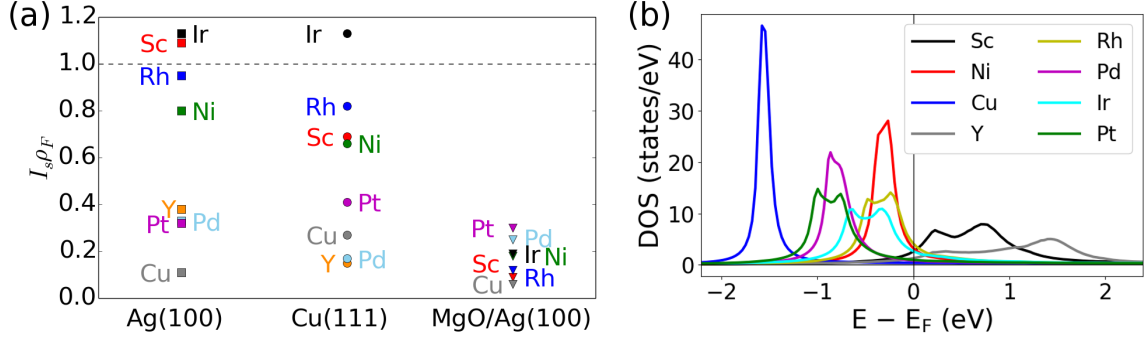 (a)
1.2
1.0
0.8
0.6
0.4
0.2
0.0
I_sρ_F
Ir
Sc
Rh
Ni
Y
Pt Pd
Cu
Ir
Rh
Sc
Ni
Pt
Cu
Y Pd
Pt
Pd
Ir Ni
Sc
Rh
Cu
Ag(100) Cu(111) MgO/Ag(100)
(b)
DOS (states/eV)
50
40
30
20
10
0
Sc Rh
Ni Pd
Cu Ir
Y Pt
−2 −1 0 1 2
E − E_F (eV)